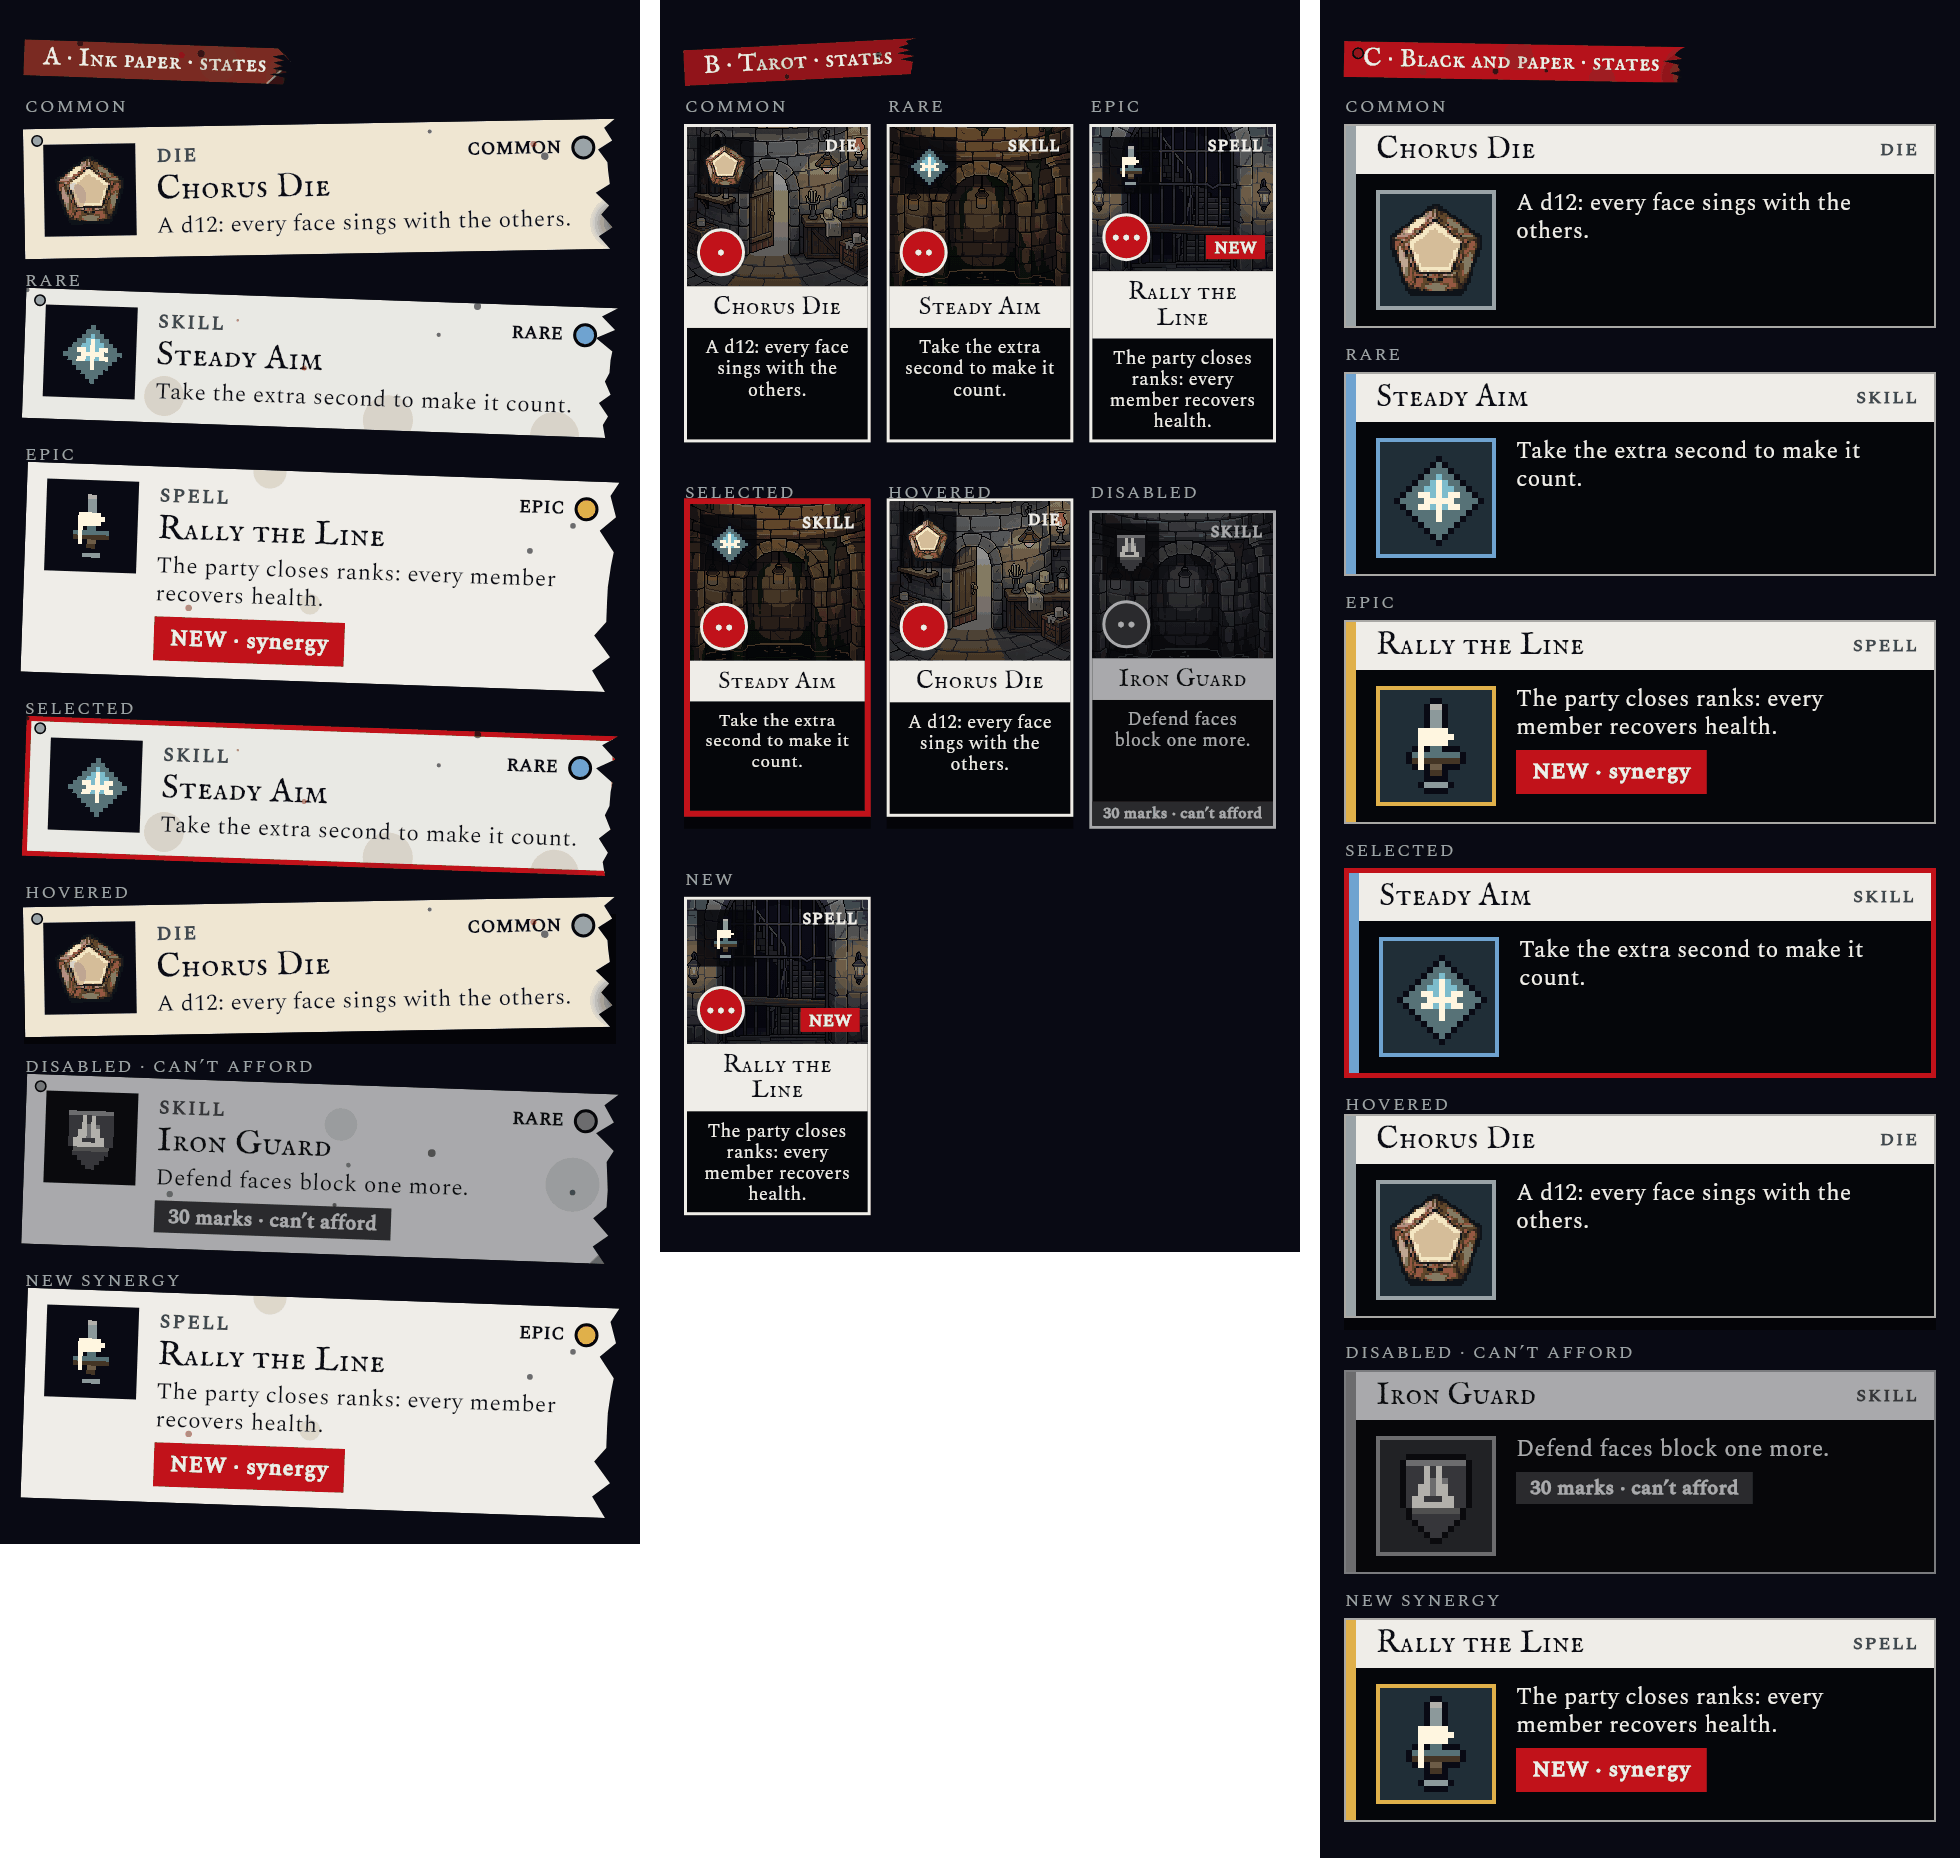 A · Ink paper · states
COMMON
DIE
COMMON
Chorus Die
A d12: every face sings with the others.
RARE
SKILL
RARE
Steady Aim
Take the extra second to make it count.
EPIC
SPELL
EPIC
Rally the Line
The party closes ranks: every member
recovers health.
NEW · synergy
SELECTED
SKILL
RARE
Steady Aim
Take the extra second to make it count.
HOVERED
DIE
COMMON
Chorus Die
A d12: every face sings with the others.
DISABLED · CAN'T AFFORD
SKILL
RARE
Iron Guard
Defend faces block one more.
30 marks · can't afford
NEW SYNERGY
SPELL
EPIC
Rally the Line
The party closes ranks: every member
recovers health.
NEW · synergy
B · Tarot · states
COMMON
DIE
Chorus Die
A d12: every face
sings with the
others.
RARE
SKILL
Steady Aim
Take the extra
second to make it
count.
EPIC
SPELL
NEW
Rally the
Line
The party closes
ranks: every
member recovers
health.
SELECTED
SKILL
Steady Aim
Take the extra
second to make it
count.
HOVERED
DIE
Chorus Die
A d12: every face
sings with the
others.
DISABLED
SKILL
Iron Guard
Defend faces
block one more.
30 marks · can't afford
NEW
SPELL
NEW
Rally the
Line
The party closes
ranks: every
member recovers
health.
C · Black and paper · states
COMMON
Chorus Die
DIE
A d12: every face sings with the
others.
RARE
Steady Aim
SKILL
Take the extra second to make it
count.
EPIC
Rally the Line
SPELL
The party closes ranks: every
member recovers health.
NEW · synergy
SELECTED
Steady Aim
SKILL
Take the extra second to make it
count.
HOVERED
Chorus Die
DIE
A d12: every face sings with the
others.
DISABLED · CAN'T AFFORD
Iron Guard
SKILL
Defend faces block one more.
30 marks · can't afford
NEW SYNERGY
Rally the Line
SPELL
The party closes ranks: every
member recovers health.
NEW · synergy